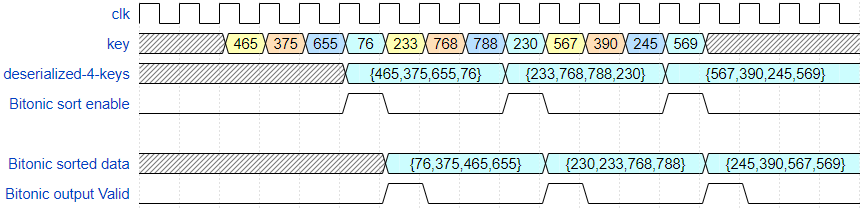 clk
key 465 375 655 76 233 768 788 230 567 390 245 569
deserialized-4-keys {465,375,655,76} {233,768,788,230} {567,390,245,569}
Bitonic sort enable
Bitonic sorted data {76,375,465,655} {230,233,768,788} {245,390,567,569}
Bitonic output Valid